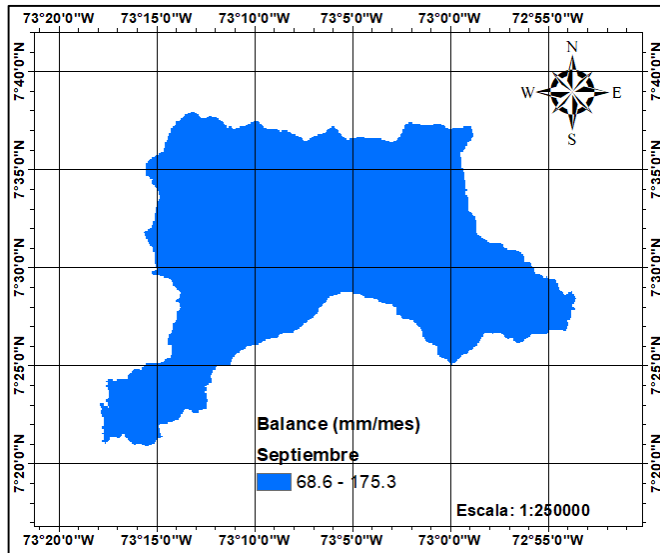 73°20'0"W 73°15'0"W 73°10'0"W 73°5'0"W 73°0'0"W 72°55'0"W
N
W E
S
7°40'0"N 7°40'0"N
7°35'0"N 7°35'0"N
7°30'0"N 7°30'0"N
7°25'0"N 7°25'0"N
7°20'0"N 7°20'0"N
Balance (mm/mes)
Septiembre
68.6 - 175.3
Escala: 1:250000
73°20'0"W 73°15'0"W 73°10'0"W 73°5'0"W 73°0'0"W 72°55'0"W